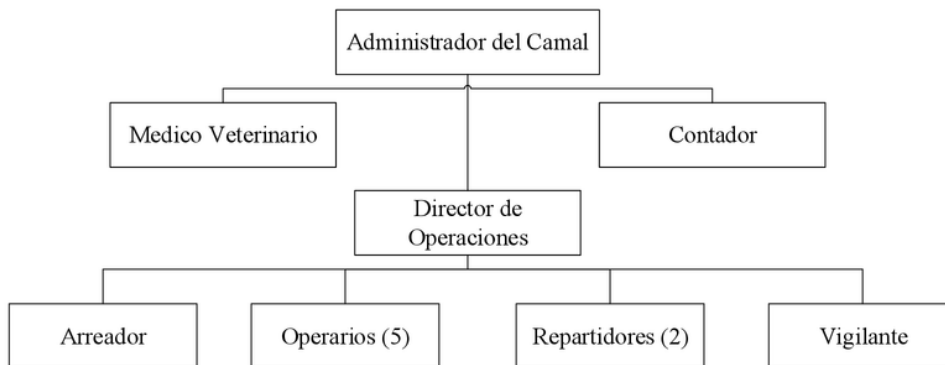 Administrador del Camal
Medico Veterinario
Contador
Director de
Operaciones
Arreador
Operarios (5)
Repartidores (2)
Vigilante